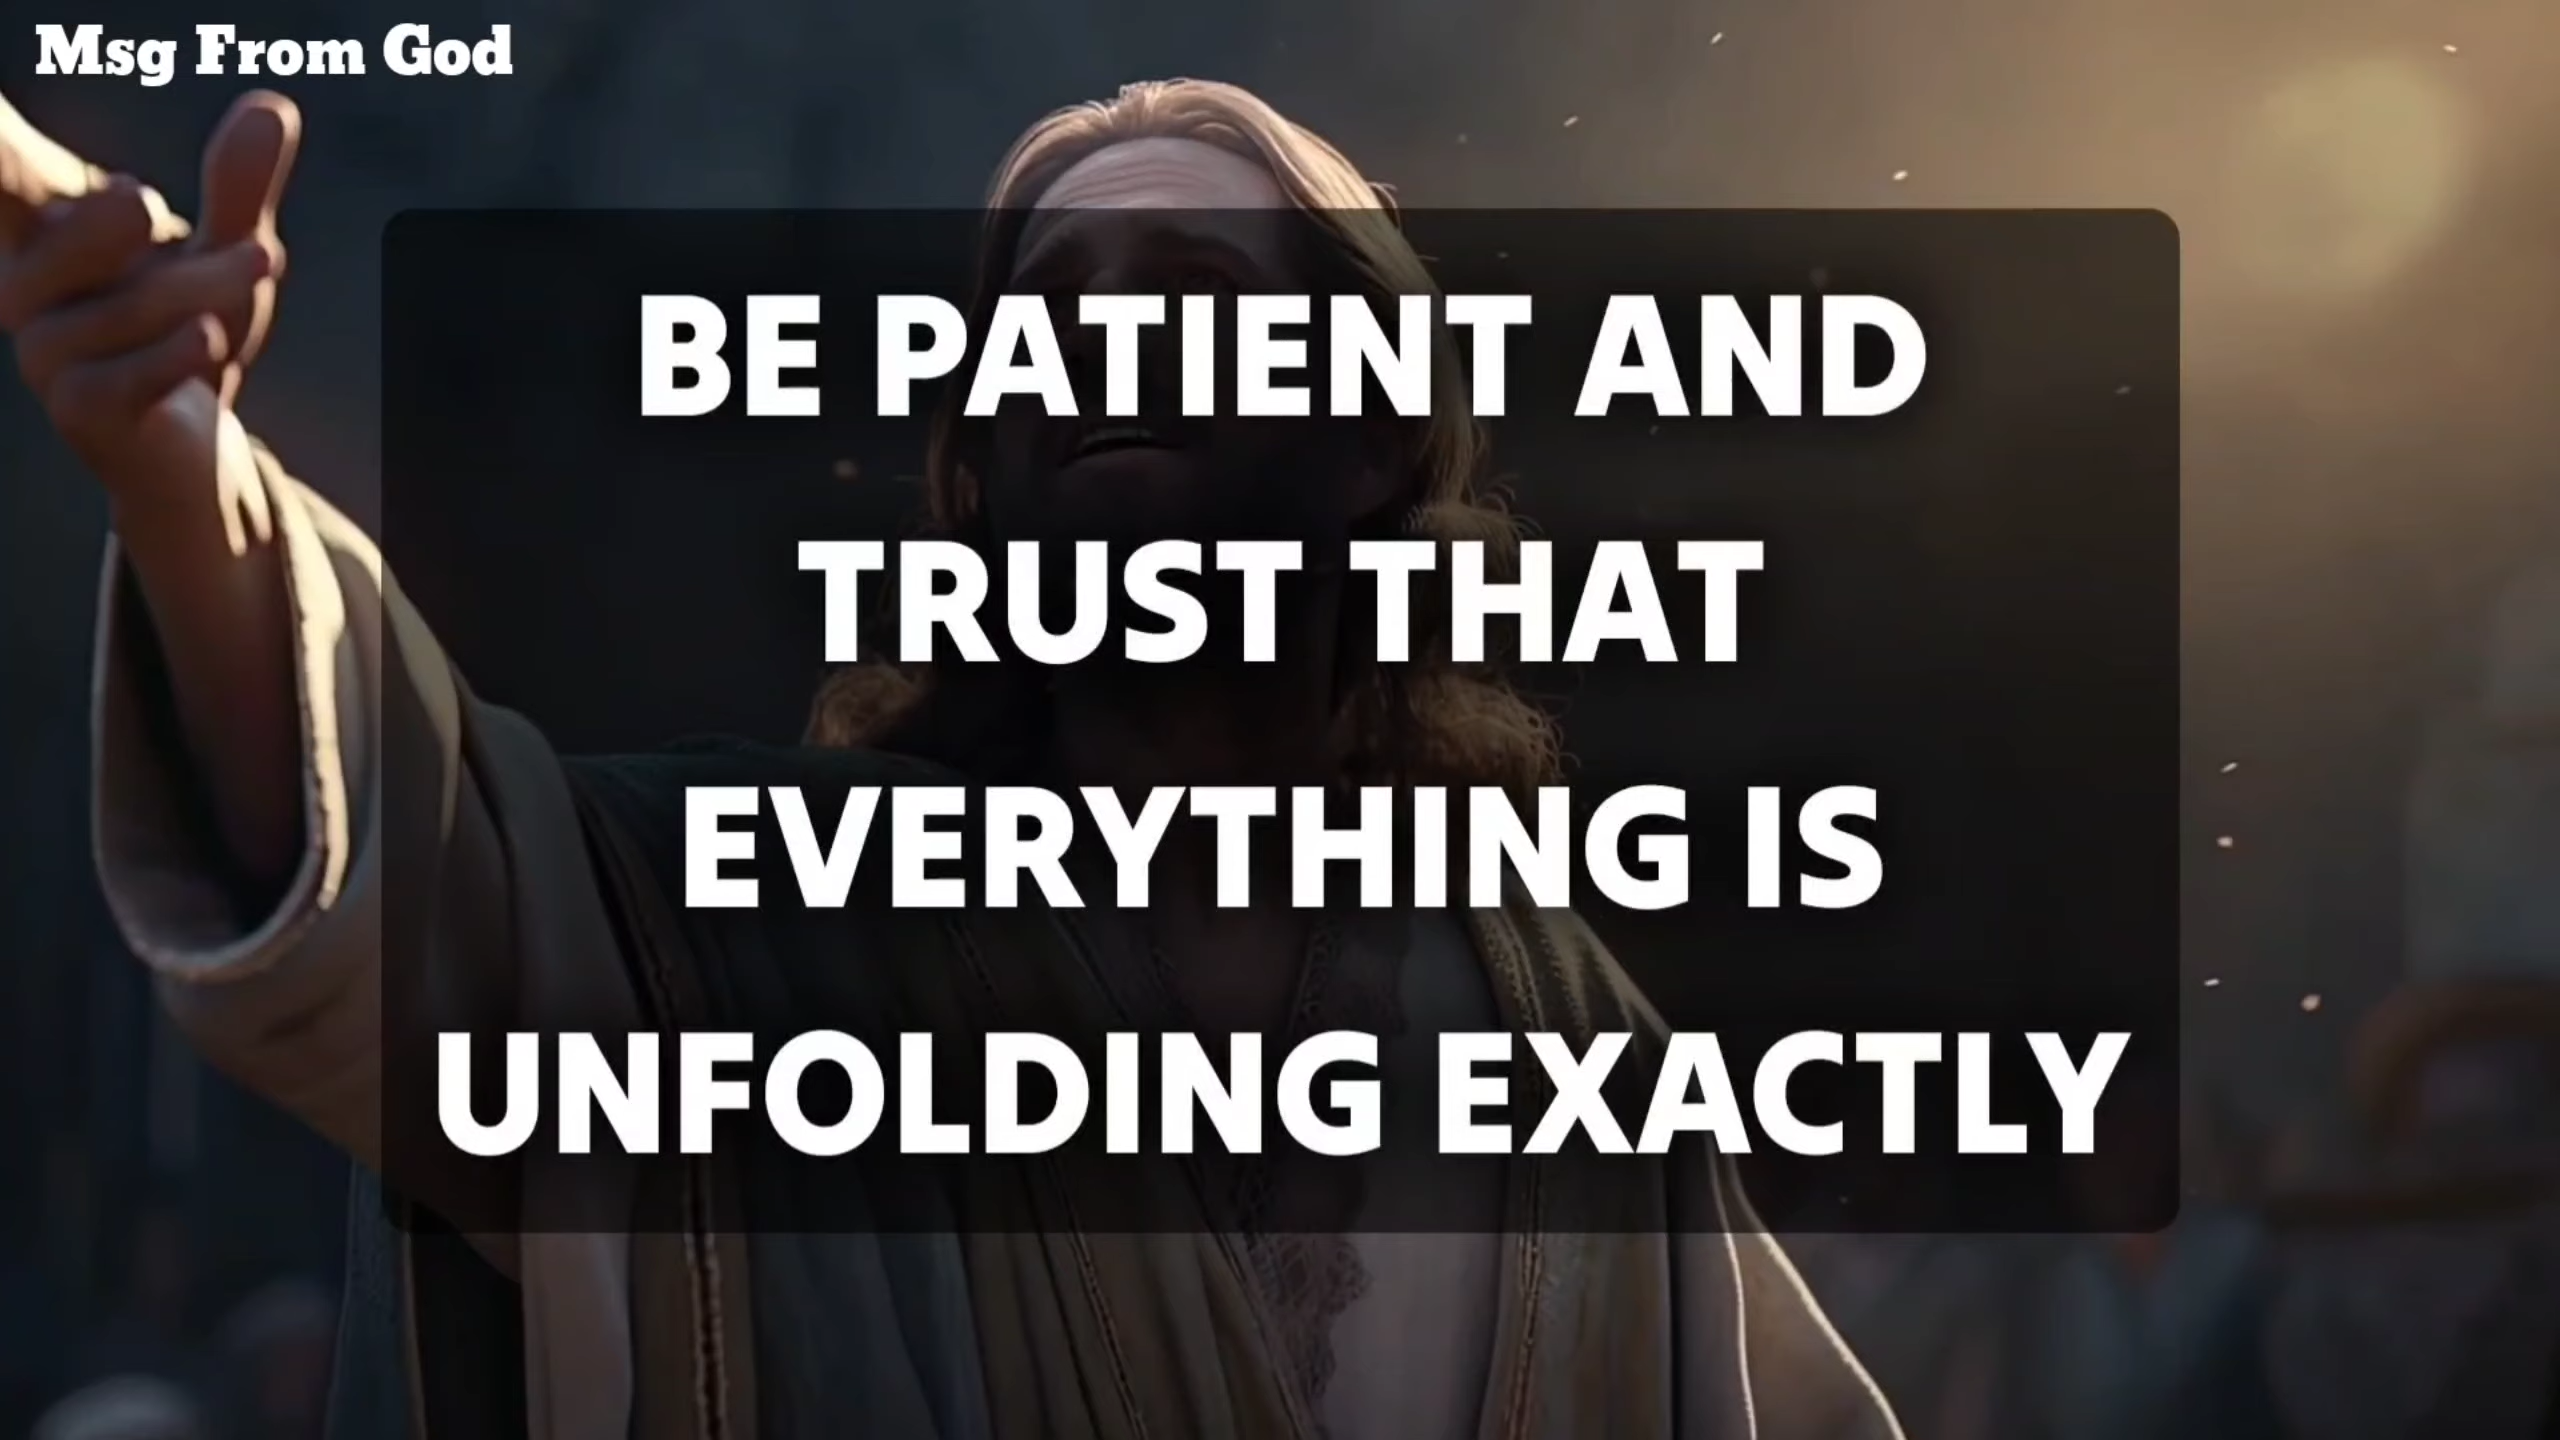 Msg From God
BE PATIENT AND
TRUST THAT
EVERYTHING IS
UNFOLDING EXACTLY